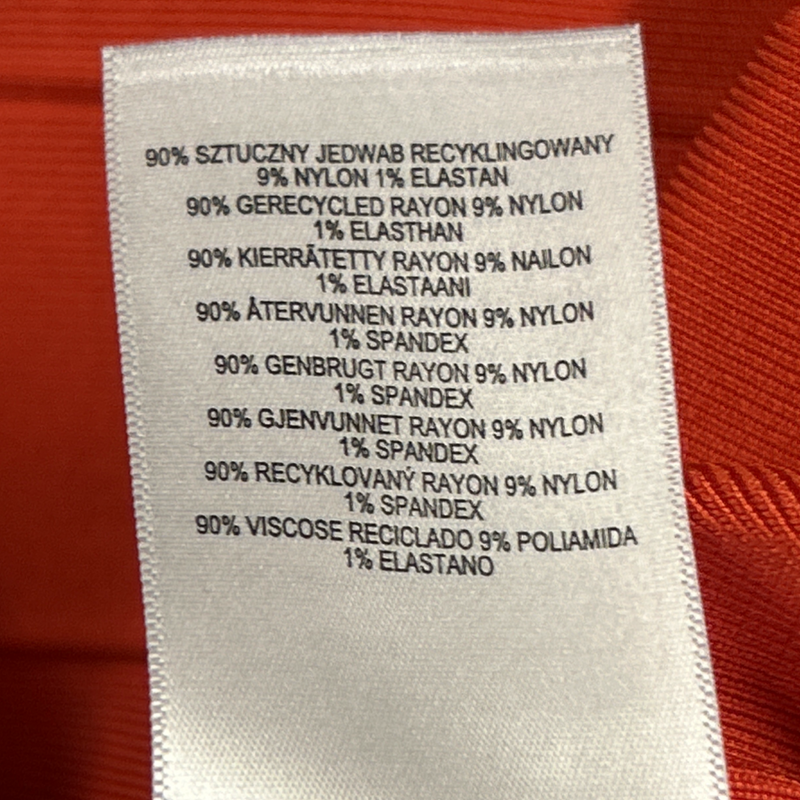 90% SZTUCZNY JEDWAB RECYKLINGOWANY
9% NYLON 1% ELASTAN
90% GERECYCLED RAYON 9% NYLON
1% ELASTHAN
90% KIERRÄTETTY RAYON 9% NAILON
1% ELASTAANI
90% ÅTERVUNNEN RAYON 9% NYLON
1% SPANDEX
90% GENBRUGT RAYON 9% NYLON
1% SPANDEX
90% GJENVUNNET RAYON 9% NYLON
1% SPANDEX
90% RECYKLOVANÝ RAYON 9% NYLON
1% SPANDEX
90% VISCOSE RECICLADO 9% POLIAMIDA
1% ELASTANO